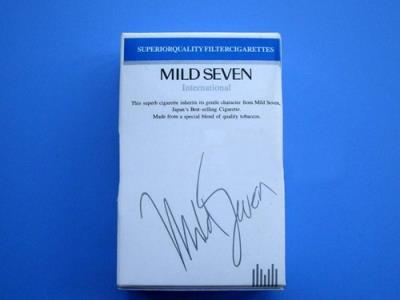 SUPERIORQUALITY FILTERCIGARETTES
MILD SEVEN
International
This superb cigarette inherits its gentle character from Mild Seven,
Japan's Best-selling Cigarette.
Made from a special blend of quality tobaccos.
Mild Seven